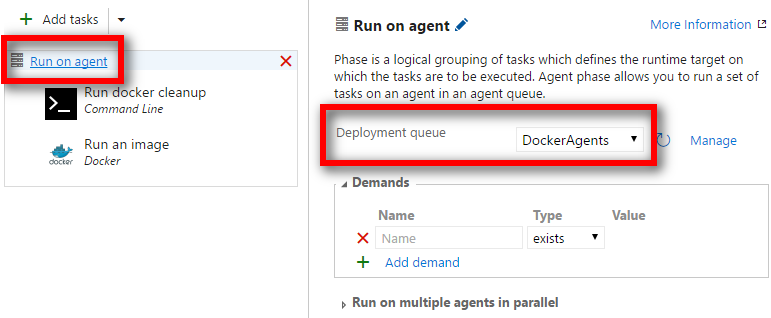 Add tasks
Run on agent
Run docker cleanup
Command Line
Run an image
docker
Docker
Run on agent
More Information
Phase is a logical grouping of tasks which defines the runtime target on
which the tasks are to be executed. Agent phase allows you to run a set of
tasks on an agent in an agent queue.
Deployment queue
DockerAgents
Manage
Demands
Name Type Value
Name exists
Add demand
Run on multiple agents in parallel